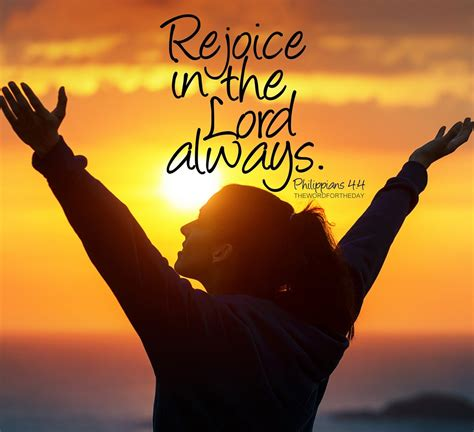 Rejoice
in the
Lord
always.
Philippians 4:4
THEWORDFORTHEDAY